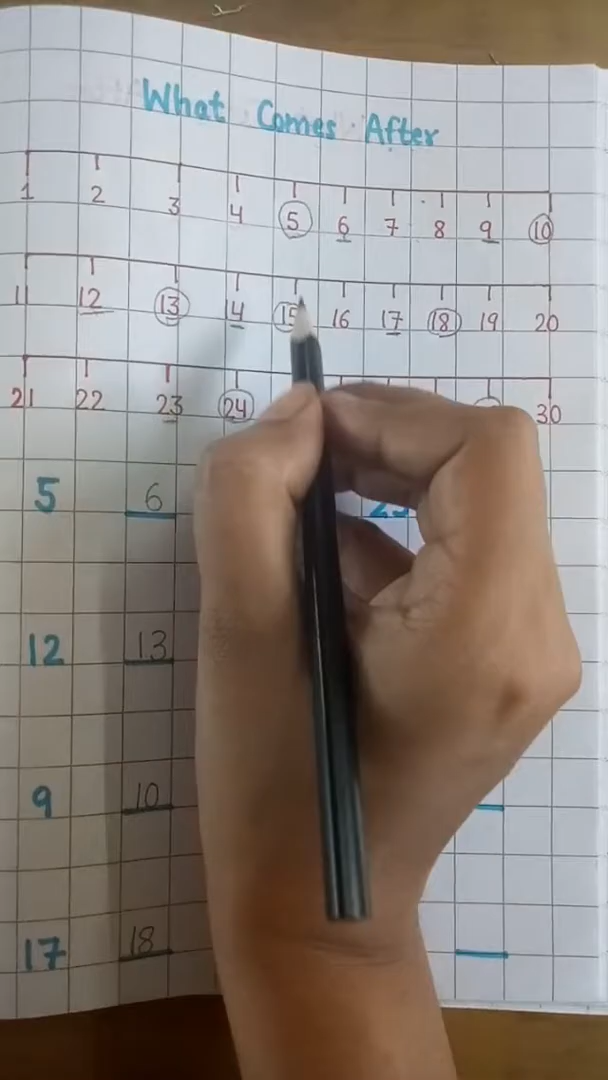 What Comes After
1 2 3 4 5 6 7 8 9 10
11 12 13 14 15 16 17 18 19 20
21 22 23 24 30
5 6
12 13
9 10
17 18